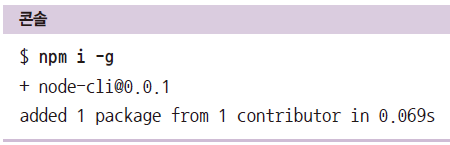 콘솔
$ npm i -g
+ node-cli@0.0.1
added 1 package from 1 contributor in 0.069s